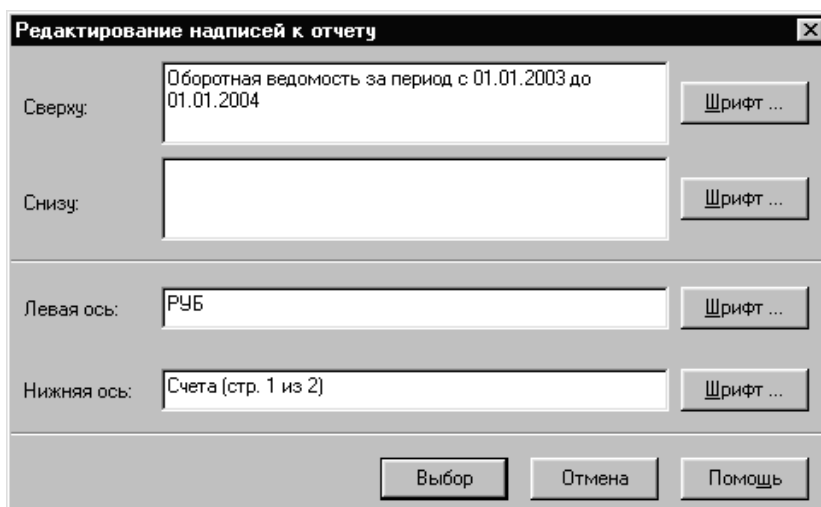 Редактирование надписей к отчету
Сверху:
Оборотная ведомость за период с 01.01.2003 до
01.01.2004
Шрифт ...
Снизу:
Шрифт ...
Левая ось:
РУБ
Шрифт ...
Нижняя ось:
Счета (стр. 1 из 2)
Шрифт ...
Выбор
Отмена
Помощь